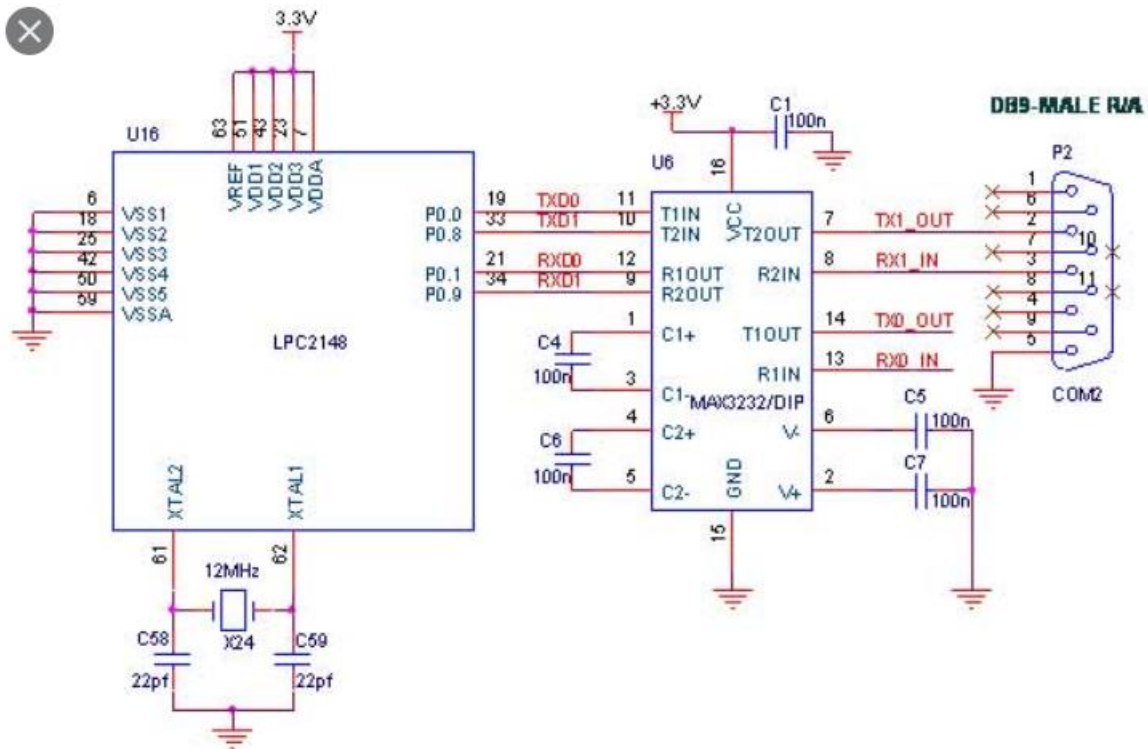 3.3V
U16
63
51
43
23
7
VREF
VDD1
VDD2
VDD3
VDDA
6 VSS1
18 VSS2
25 VSS3
42 VSS4
50 VSS5
59 VSSA
LPC2148
P0.0 19 TXD0
P0.8 33 TXD1
P0.1 21 RXD0
P0.9 34 RXD1
XTAL2
XTAL1
61
62
12MHz
X24
C58
22pf
C59
22pf
+3.3V
C1
100n
U6
16
VCC
11 T1IN
10 T2IN
12 R1OUT
9 R2OUT
1 C1+
3 C1-
4 C2+
5 C2-
C4
100n
C6
100n
T2OUT 7 TX1_OUT
R2IN 8 RX1_IN
T1OUT 14 TX0_OUT
R1IN 13 RX0_IN
MAX3232/DIP
V- 6
V+ 2
GND
15
C5
100n
C7
100n
DB9-MALE R/A
P2
1
6
2
7
10
3
8
11
4
9
5
COM2